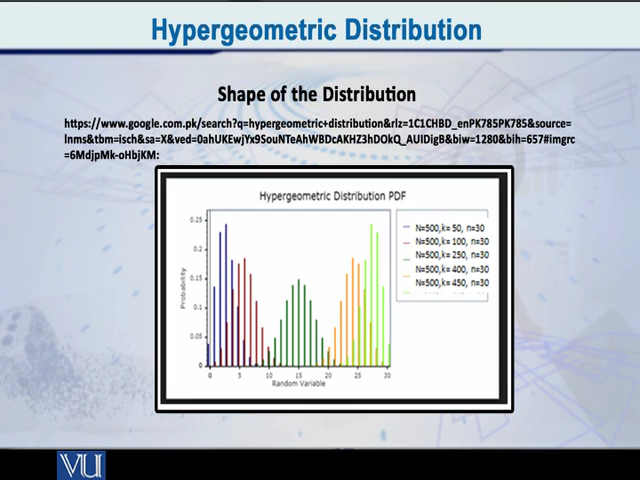 Hypergeometric Distribution
Shape of the Distribution
https://www.google.com.pk/search?q=hypergeometric+distribution&rlz=1C1CHBD_enPK785PK785&source=
lnms&tbm=isch&sa=X&ved=0ahUKEwjYx9SouNTeAhWBDcAKHZ3hDOkQ_AUIDigB&biw=1280&bih=657#imgrc
=6MdjpMk-oHbjKM:
Hypergeometric Distribution PDF
0.25
0.2
0.15
0.1
0.05
0
Probability
0 5 10 15 20 25 30
Random Variable
N=500,k= 50, n=30
N=500,k= 100, n=30
N=500,k= 250, n=30
N=500,k= 400, n=30
N=500,k= 450, n=30
VU